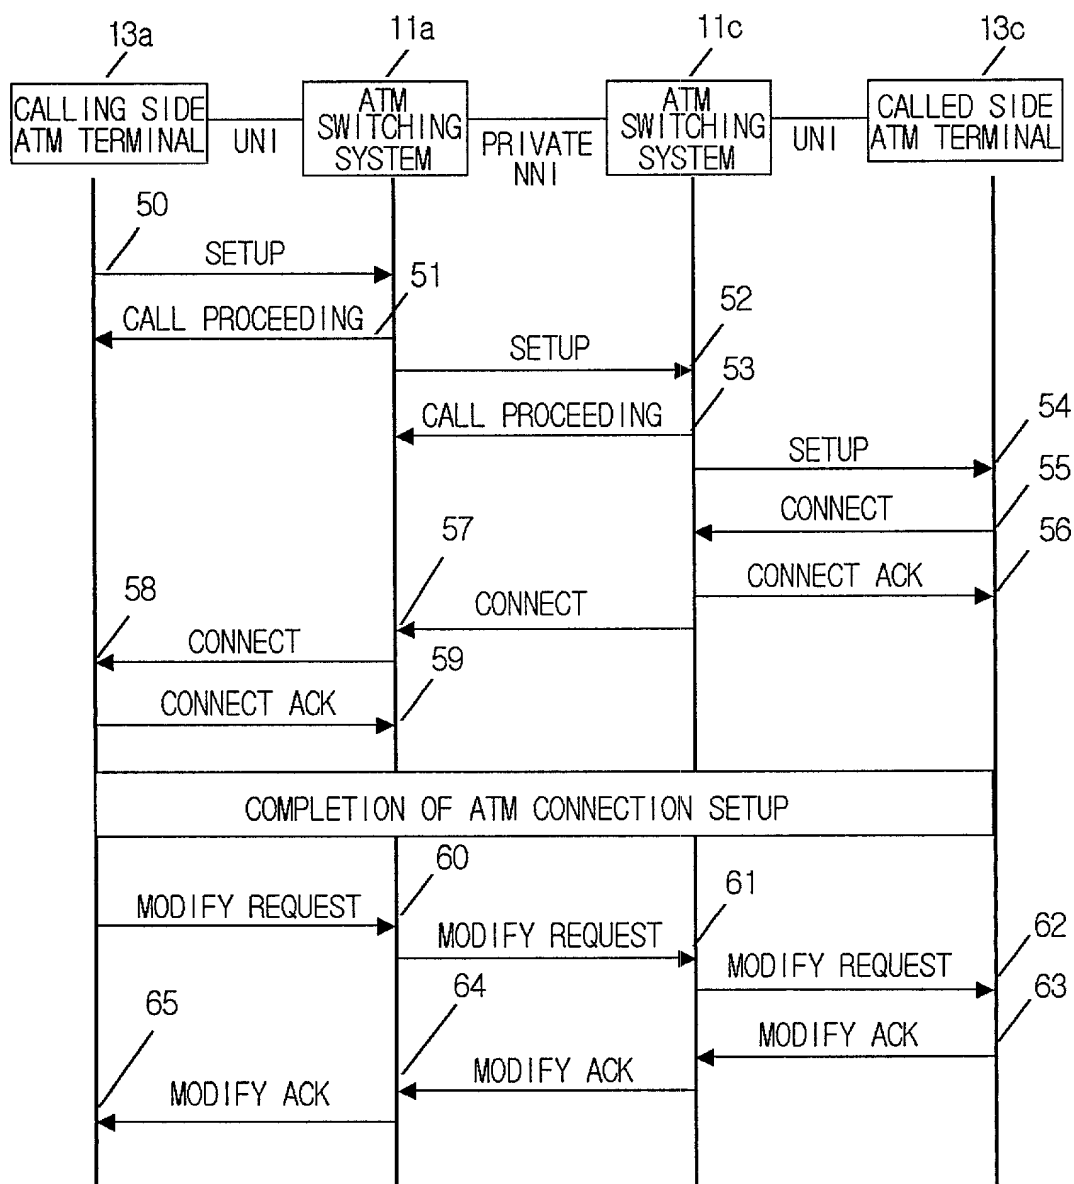 13a
11a
11c
13c
CALLING SIDE
ATM TERMINAL
UNI
ATM
SWITCHING
SYSTEM
PRIVATE
NNI
ATM
SWITCHING
SYSTEM
UNI
CALLED SIDE
ATM TERMINAL
50
SETUP
51
CALL PROCEEDING
52
SETUP
53
CALL PROCEEDING
54
SETUP
55
CONNECT
56
CONNECT ACK
57
CONNECT
58
CONNECT
59
CONNECT ACK
COMPLETION OF ATM CONNECTION SETUP
60
MODIFY REQUEST
61
MODIFY REQUEST
62
MODIFY REQUEST
63
MODIFY ACK
64
MODIFY ACK
65
MODIFY ACK